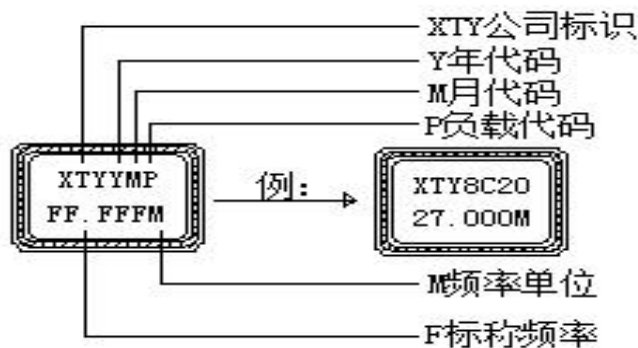 XTY公司标识
Y年代码
M月代码
P负载代码
XTYYMP
FF.FFFM
例:
XTY8C20
27.000M
M频率单位
F标称频率